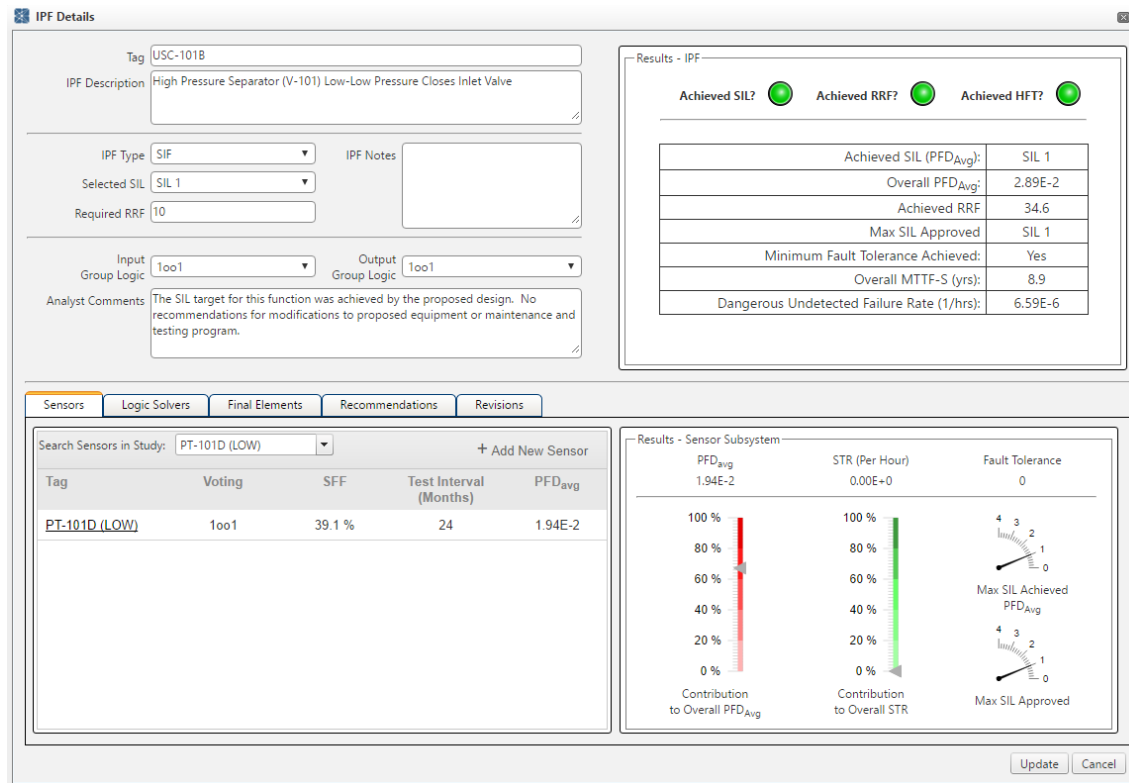 IPF Details
Tag USC-101B
IPF Description High Pressure Separator (V-101) Low-Low Pressure Closes Inlet Valve
IPF Type SIF
IPF Notes
Selected SIL SIL 1
Required RRF 10
Input
Group Logic 1oo1
Output
Group Logic 1oo1
Analyst Comments The SIL target for this function was achieved by the proposed design. No
recommendations for modifications to proposed equipment or maintenance and
testing program.
Results - IPF
Achieved SIL? Achieved RRF? Achieved HFT?
Achieved SIL (PFDAvg): SIL 1
Overall PFDAvg: 2.89E-2
Achieved RRF 34.6
Max SIL Approved SIL 1
Minimum Fault Tolerance Achieved: Yes
Overall MTTF-S (yrs): 8.9
Dangerous Undetected Failure Rate (1/hrs): 6.59E-6
Sensors Logic Solvers Final Elements Recommendations Revisions
Search Sensors in Study: PT-101D (LOW)
+ Add New Sensor
Tag Voting SFF Test Interval
(Months) PFDavg
PT-101D (LOW) 1oo1 39.1 % 24 1.94E-2
Results - Sensor Subsystem
PFDavg STR (Per Hour) Fault Tolerance
1.94E-2 0.00E+0 0
100 %
80 %
60 %
40 %
20 %
0 %
Contribution
to Overall PFDAvg
100 %
80 %
60 %
40 %
20 %
0 %
Contribution
to Overall STR
4 3 2 1 0
Max SIL Achieved
PFDAvg
4 3 2 1 0
Max SIL Approved
Update Cancel